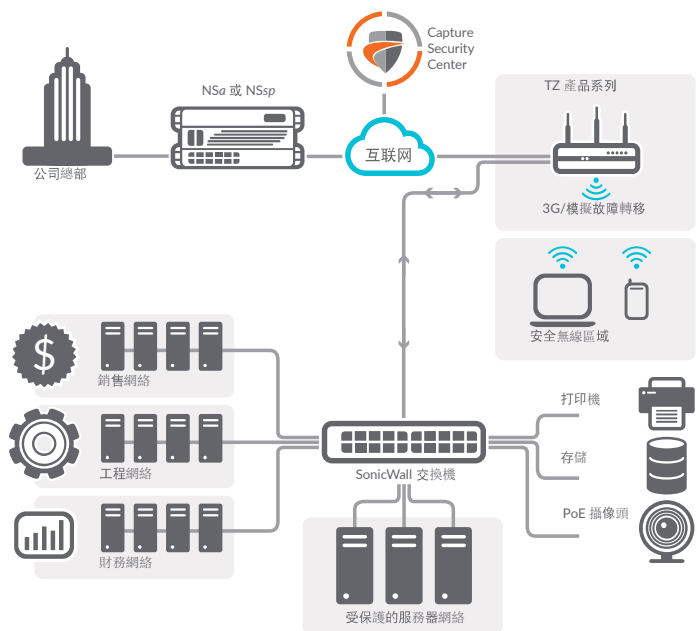 Capture
Security
Center
NSa 或 NSsp
TZ 產品系列
互联网
公司總部
3G/模擬故障轉移
安全無線區域
$
銷售網絡
打印機
工程網絡
存儲
SonicWall 交換機
PoE 攝像頭
財務網絡
受保護的服務器網絡